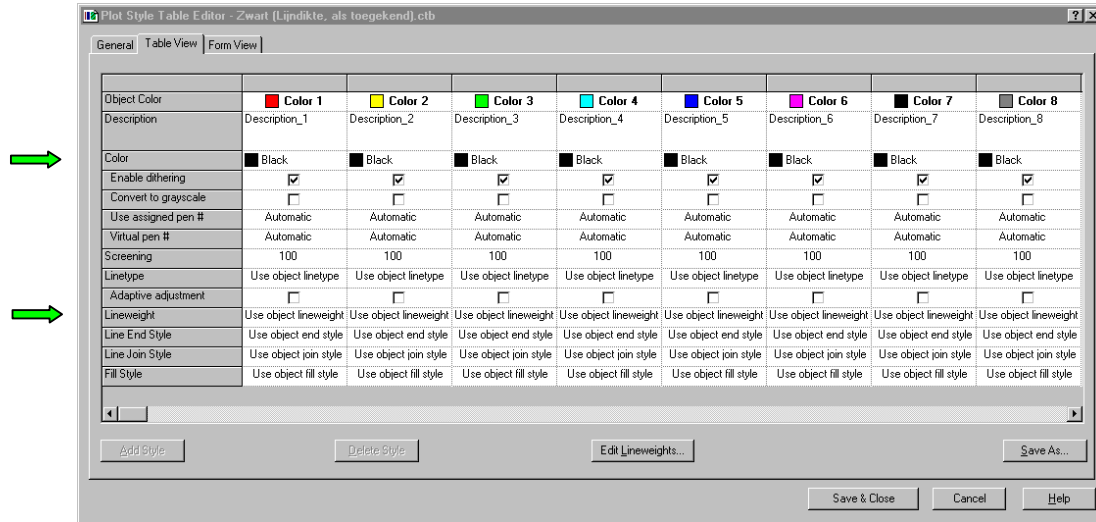 Plot Style Table Editor - Zwart (Lijndikte, als toegekend).ctb
General Table View Form View
Object Color Color 1 Color 2 Color 3 Color 4 Color 5 Color 6 Color 7 Color 8
Description Description_1 Description_2 Description_3 Description_4 Description_5 Description_6 Description_7 Description_8
Color Black Black Black Black Black Black Black Black
Enable dithering
Convert to grayscale
Use assigned pen # Automatic Automatic Automatic Automatic Automatic Automatic Automatic Automatic
Virtual pen # Automatic Automatic Automatic Automatic Automatic Automatic Automatic Automatic
Screening 100 100 100 100 100 100 100 100
Linetype Use object linetype Use object linetype Use object linetype Use object linetype Use object linetype Use object linetype Use object linetype Use object linetype
Adaptive adjustment
Lineweight Use object lineweight Use object lineweight Use object lineweight Use object lineweight Use object lineweight Use object lineweight Use object lineweight Use object lineweight
Line End Style Use object end style Use object end style Use object end style Use object end style Use object end style Use object end style Use object end style Use object end style
Line Join Style Use object join style Use object join style Use object join style Use object join style Use object join style Use object join style Use object join style Use object join style
Fill Style Use object fill style Use object fill style Use object fill style Use object fill style Use object fill style Use object fill style Use object fill style Use object fill style
Add Style Delete Style Edit Lineweights... Save As...
Save & Close Cancel Help